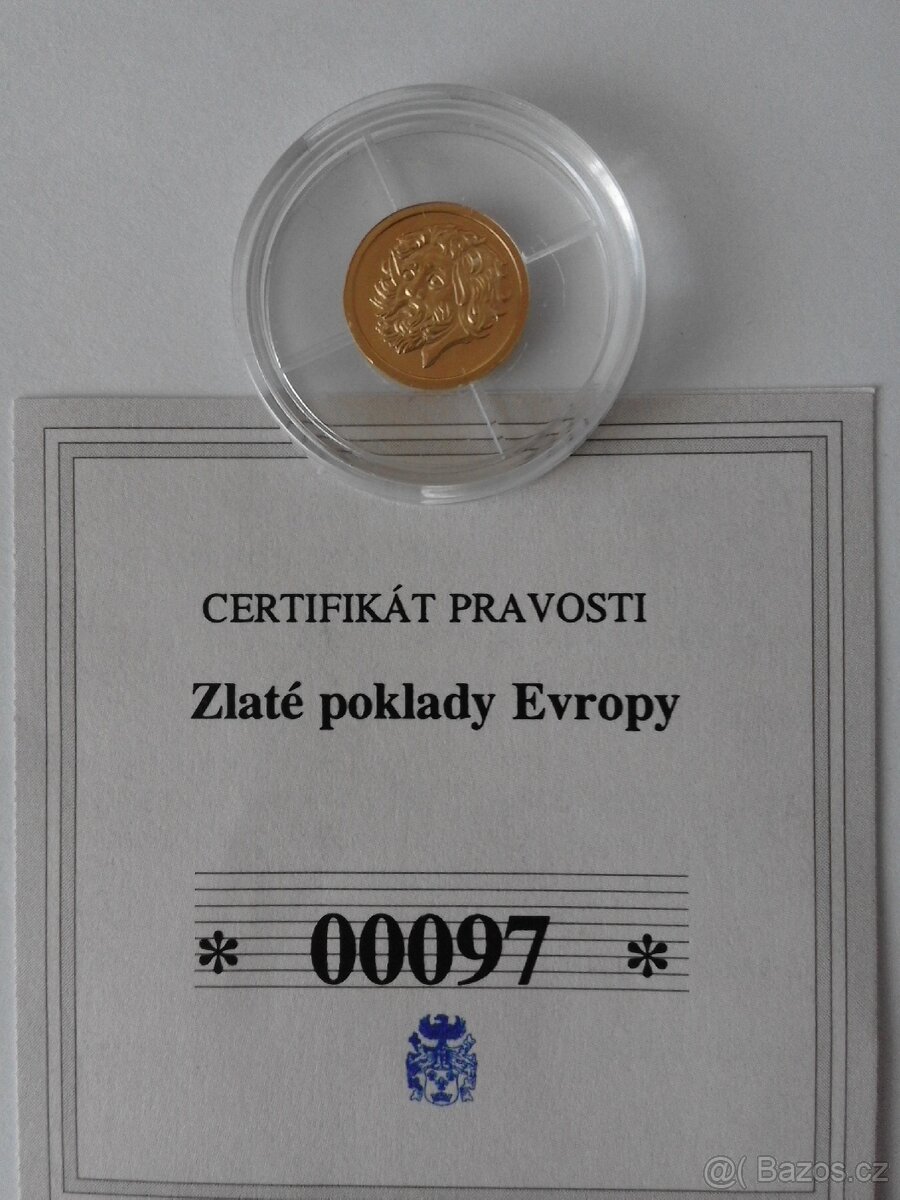 CERTIFIKÁT PRAVOSTI
Zlaté poklady Evropy
* 00097 *
@( Bazos.cz